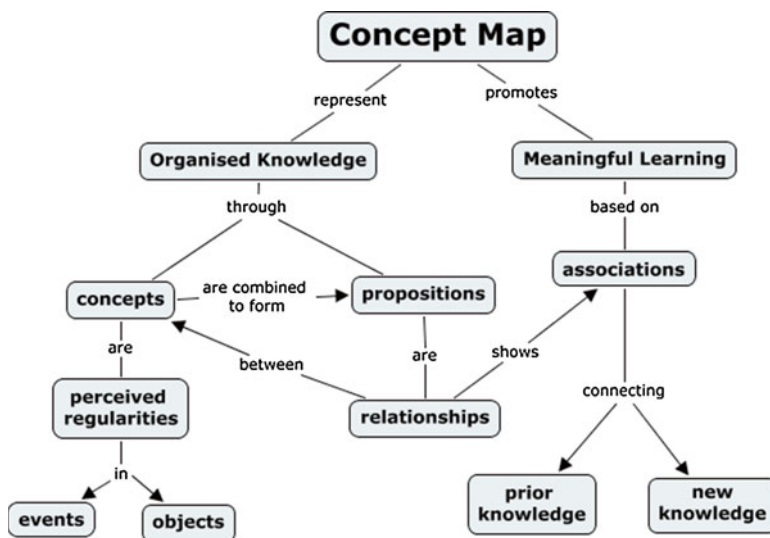 Concept Map
represent
promotes
Organised Knowledge
Meaningful Learning
through
based on
concepts
are combined
to form
propositions
associations
are
between
are
shows
perceived
regularities
relationships
connecting
in
events
objects
prior
knowledge
new
knowledge